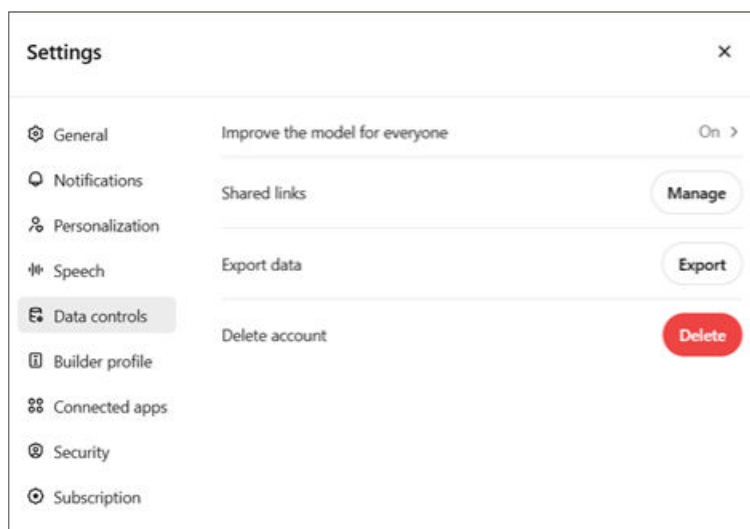 Settings
General
Notifications
Personalization
Speech
Data controls
Builder profile
Connected apps
Security
Subscription
Improve the model for everyone On
Shared links Manage
Export data Export
Delete account Delete